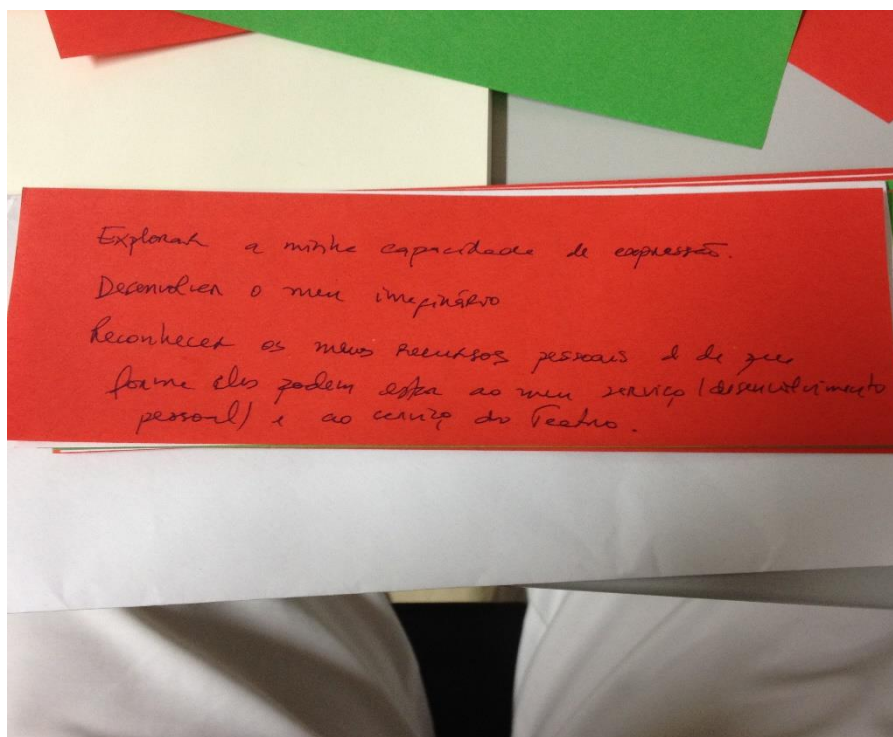 Explorar a minha capacidade de expressão.
Desenvolver o meu imaginário
Reconhecer os meus recursos pessoais e de que
forma eles podem estar ao meu serviço (desenvolvimento
pessoal) e ao serviço do Teatro.